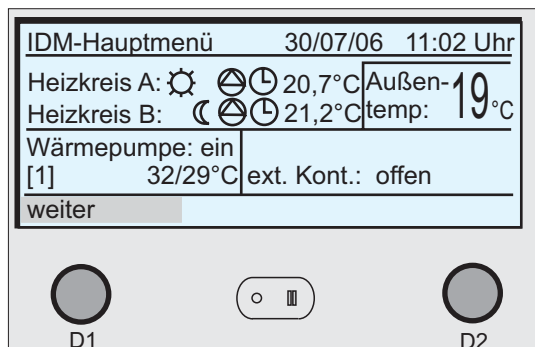 IDM-Hauptmenü 30/07/06 11:02 Uhr
Heizkreis A: 20,7°C Außen-
Heizkreis B: 21,2°C temp: 19°C
Wärmepumpe: ein
[1] 32/29°C ext. Kont.: offen
weiter
D1 D2